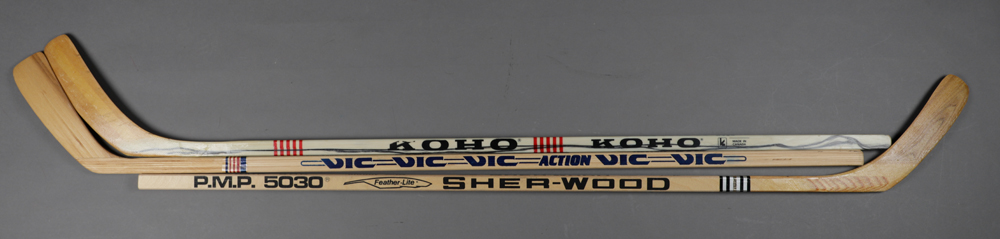 KOHO KOHO
VIC VIC VIC ACTION VIC VIC
P.M.P. 5030® Feather-Lite SHER-WOOD